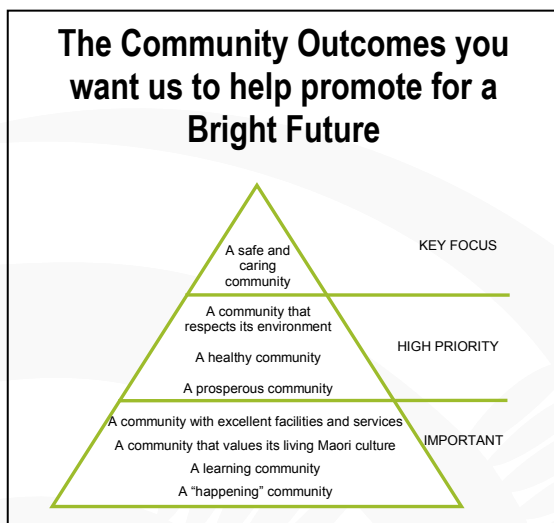 The Community Outcomes you
want us to help promote for a
Bright Future
A safe and
caring
community
KEY FOCUS
A community that
respects its environment
A healthy community
A prosperous community
HIGH PRIORITY
A community with excellent facilities and services
A community that values its living Maori culture
A learning community
A “happening” community
IMPORTANT